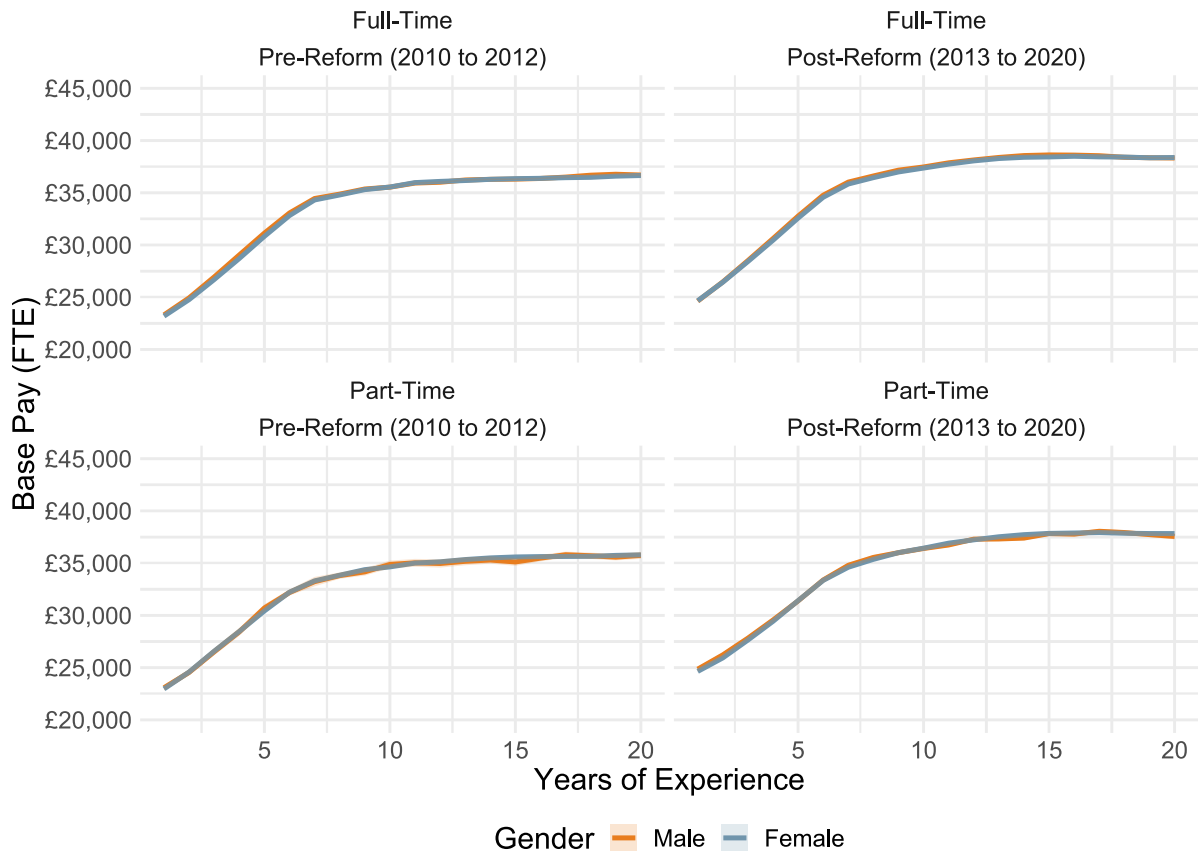 Full-Time Full-Time
Pre-Reform (2010 to 2012) Post-Reform (2013 to 2020)
£45,000
£40,000
£35,000
£30,000
£25,000
£20,000
Part-Time Part-Time
Pre-Reform (2010 to 2012) Post-Reform (2013 to 2020)
£45,000
£40,000
£35,000
£30,000
£25,000
£20,000
Base Pay (FTE)
5 10 15 20 5 10 15 20
Years of Experience
Gender Male Female